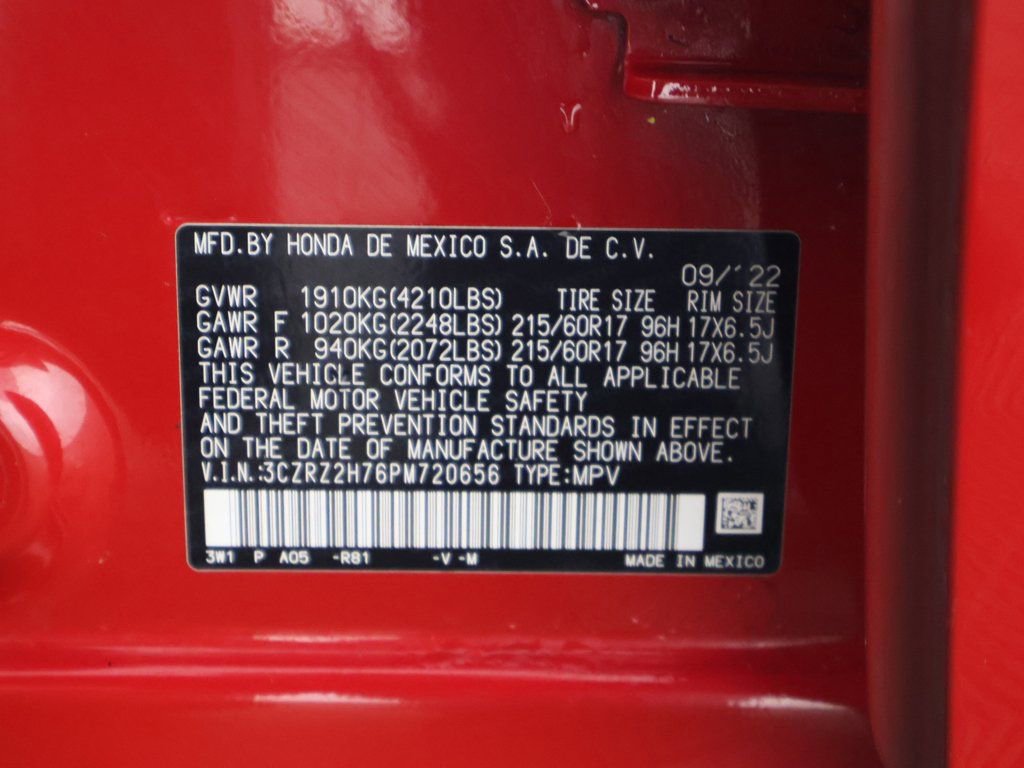 MFD.BY HONDA DE MEXICO S.A. DE C.V.
09/'22
GVWR 1910KG(4210LBS) TIRE SIZE RIM SIZE
GAWR F 1020KG(2248LBS) 215/60R17 96H 17X6.5J
GAWR R 940KG(2072LBS) 215/60R17 96H 17X6.5J
THIS VEHICLE CONFORMS TO ALL APPLICABLE
FEDERAL MOTOR VEHICLE SAFETY
AND THEFT PREVENTION STANDARDS IN EFFECT
ON THE DATE OF MANUFACTURE SHOWN ABOVE.
V.I.N.:3CZRZ2H76PM720656 TYPE:MPV
3W1 P A05 -R81 -V -M MADE IN MEXICO